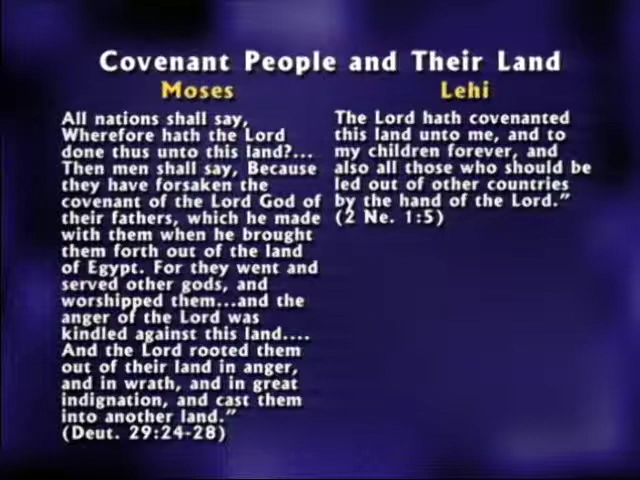 Covenant People and Their Land
Moses
All nations shall say,
Wherefore hath the Lord
done thus unto this land?...
Then men shall say, Because
they have forsaken the
covenant of the Lord God of
their fathers, which he made
with them when he brought
them forth out of the land
of Egypt. For they went and
served other gods, and
worshipped them...and the
anger of the Lord was
kindled against this land....
And the Lord rooted them
out of their land in anger,
and in wrath, and in great
indignation, and cast them
into another land."
(Deut. 29:24-28)
Lehi
The Lord hath covenanted
this land unto me, and to
my children forever, and
also all those who should be
led out of other countries
by the hand of the Lord."
(2 Ne. 1:5)